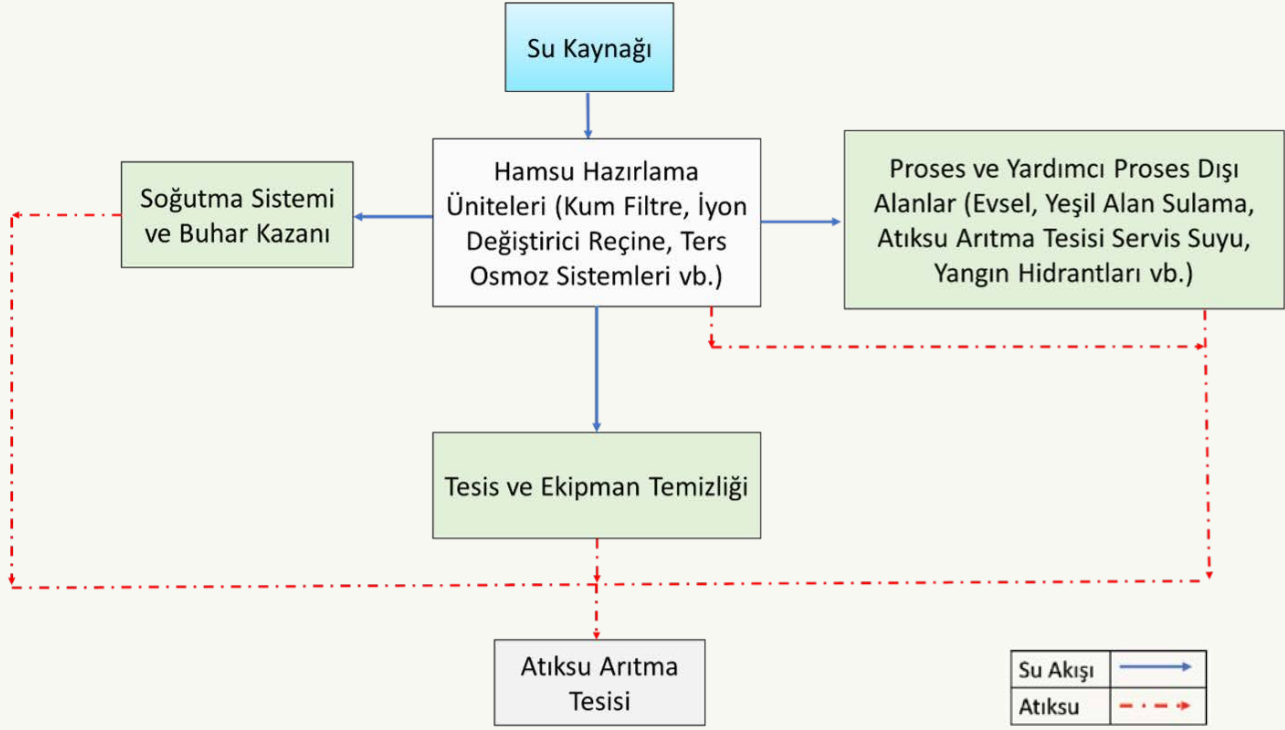 Su Kaynağı
Hamsu Hazırlama
Üniteleri (Kum Filtre, İyon
Değiştirici Reçine, Ters
Osmoz Sistemleri vb.)
Soğutma Sistemi
ve Buhar Kazanı
Proses ve Yardımcı Proses Dışı
Alanlar (Evsel, Yeşil Alan Sulama,
Atıksu Arıtma Tesisi Servis Suyu,
Yangın Hidrantları vb.)
Tesis ve Ekipman Temizliği
Atıksu Arıtma
Tesisi
Su Akışı
Atıksu